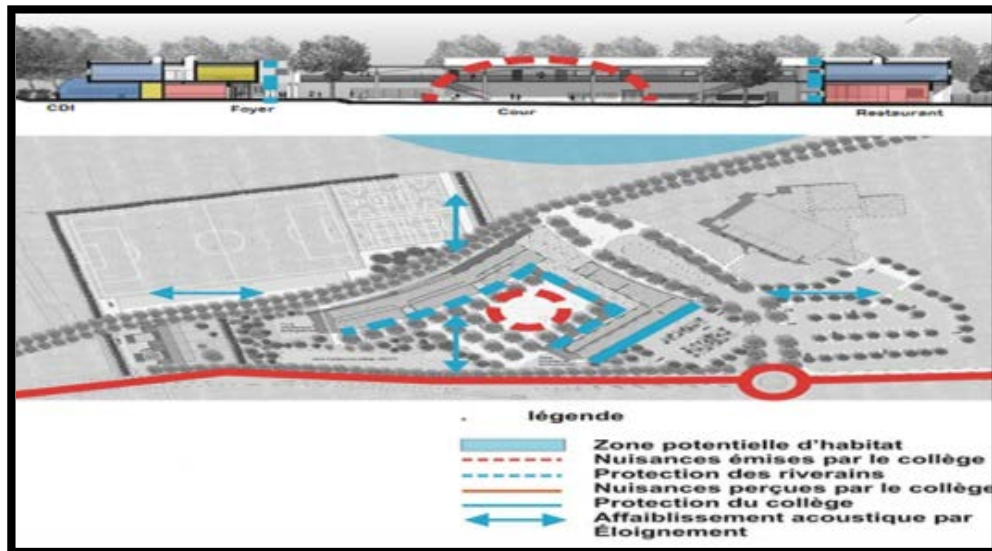 CDI Foyer Cour Restaurant
légende
Zone potentielle d'habitat
Nuisances émises par le collège
Protection des riverains
Nuisances perçues par le collège
Protection du collège
Affaiblissement acoustique par
Éloignement